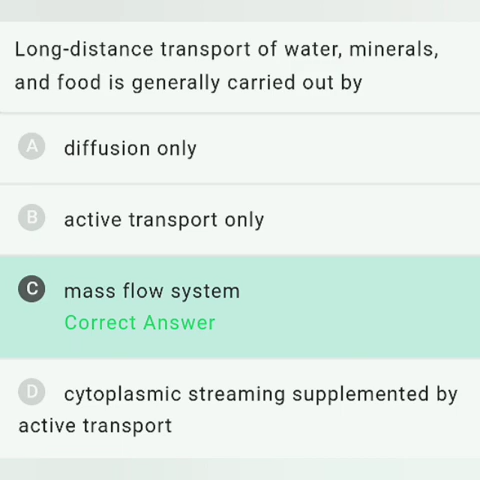 Long-distance transport of water, minerals,
and food is generally carried out by
A diffusion only
B active transport only
C mass flow system
Correct Answer
D cytoplasmic streaming supplemented by
active transport